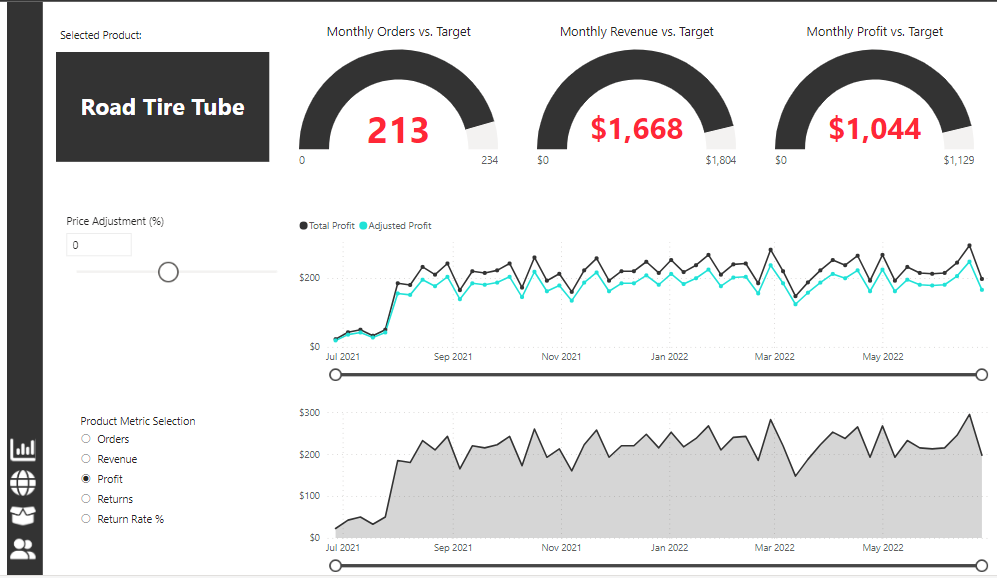 Selected Product:
Road Tire Tube
Monthly Orders vs. Target
213
0
234
Monthly Revenue vs. Target
$1,668
$0
$1,804
Monthly Profit vs. Target
$1,044
$0
$1,129
Price Adjustment (%)
0
Total Profit Adjusted Profit
$200
$0
Jul 2021 Sep 2021 Nov 2021 Jan 2022 Mar 2022 May 2022
Product Metric Selection
Orders
Revenue
Profit
Returns
Return Rate %
$300
$200
$100
$0
Jul 2021 Sep 2021 Nov 2021 Jan 2022 Mar 2022 May 2022